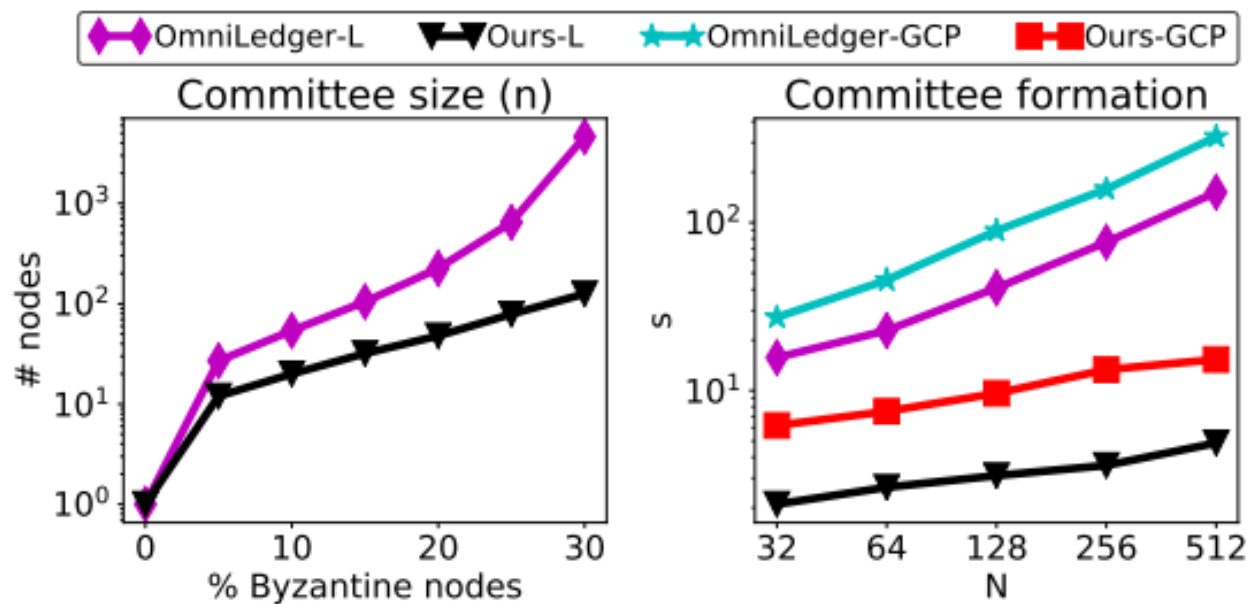 OmniLedger-L Ours-L OmniLedger-GCP Ours-GCP
Committee size (n)
# nodes
10^3
10^2
10^1
10^0
0 10 20 30
% Byzantine nodes
Committee formation
s
10^2
10^1
32 64 128 256 512
N